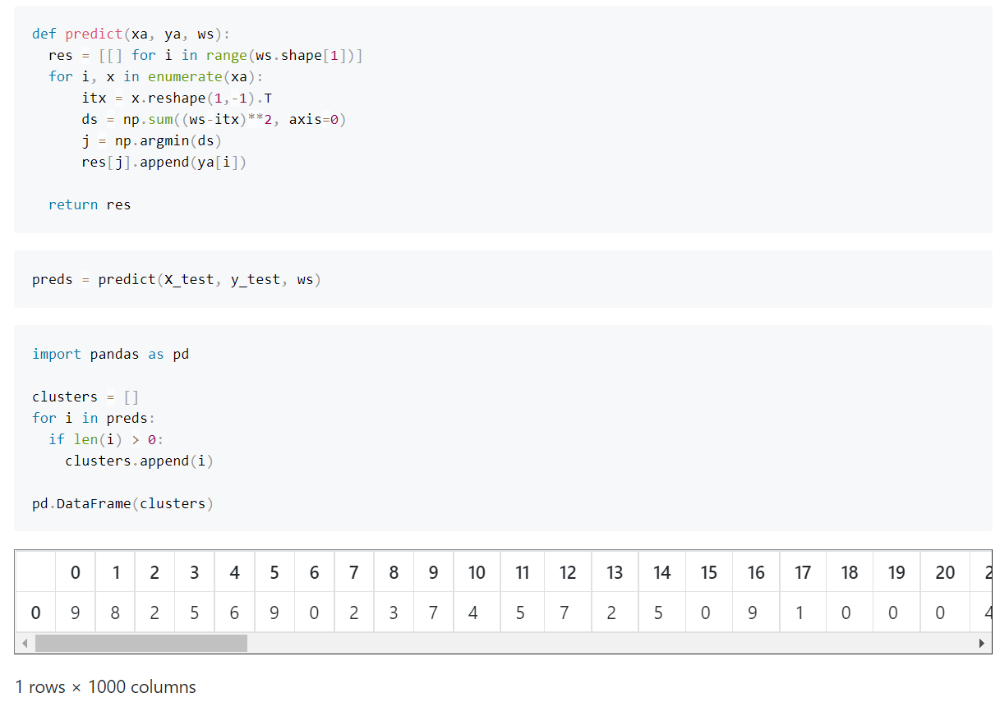 def predict(xa, ya, ws):
  res = [[] for i in range(ws.shape[1])]
  for i, x in enumerate(xa):
      itx = x.reshape(1,-1).T
      ds = np.sum((ws-itx)**2, axis=0)
      j = np.argmin(ds)
      res[j].append(ya[i])
  return res
preds = predict(X_test, y_test, ws)
import pandas as pd
clusters = []
for i in preds:
  if len(i) > 0:
    clusters.append(i)
pd.DataFrame(clusters)
0 1 2 3 4 5 6 7 8 9 10 11 12 13 14 15 16 17 18 19 20
0 9 8 2 5 6 9 0 2 3 7 4 5 7 2 5 0 9 1 0 0 0
1 rows × 1000 columns